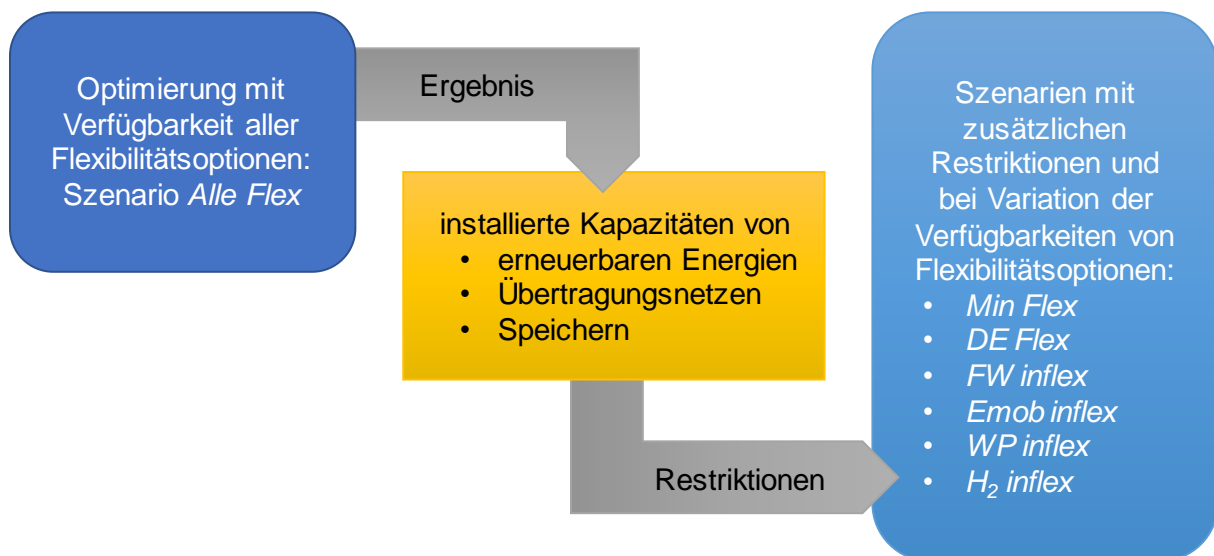 Optimierung mit
Verfügbarkeit aller
Flexibilitätsoptionen:
Szenario Alle Flex
Ergebnis
installierte Kapazitäten von
• erneuerbaren Energien
• Übertragungsnetzen
• Speichern
Restriktionen
Szenarien mit
zusätzlichen
Restriktionen und
bei Variation der
Verfügbarkeiten von
Flexibilitätsoptionen:
• Min Flex
• DE Flex
• FW inflex
• Emob inflex
• WP inflex
• H₂ inflex